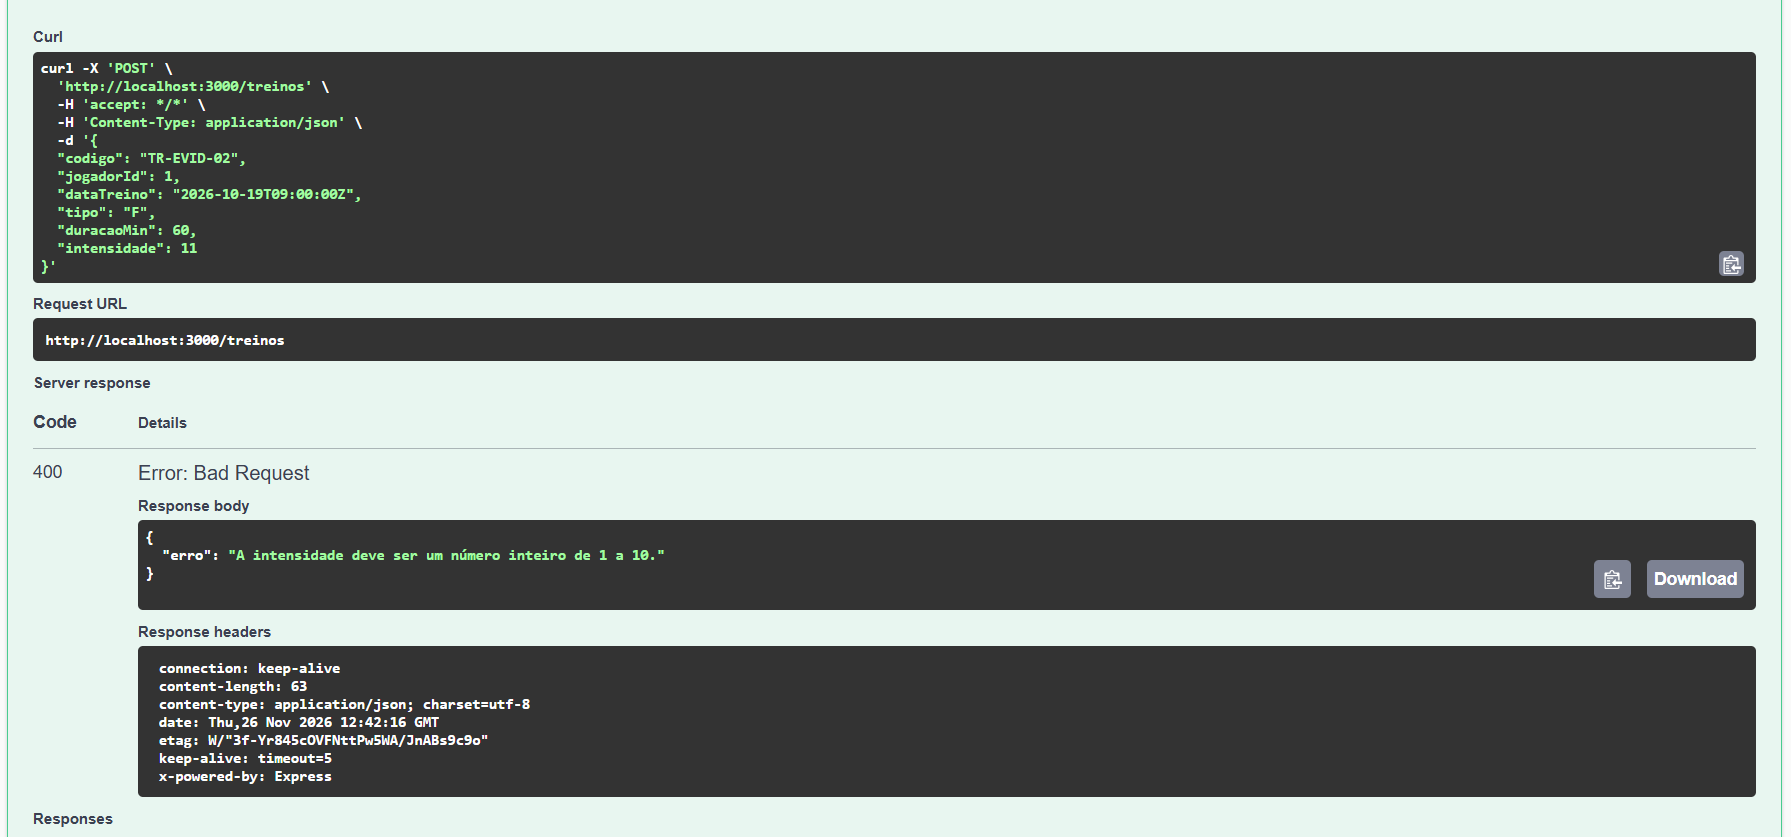 Curl
curl -X 'POST' \
'http://localhost:3000/treinos' \
-H 'accept: */*' \
-H 'Content-Type: application/json' \
-d '{
"codigo": "TR-EVID-02",
"jogadorId": 1,
"dataTreino": "2026-10-19T09:00:00Z",
"tipo": "F",
"duracaoMin": 60,
"intensidade": 11
}'
Request URL
http://localhost:3000/treinos
Server response
Code Details
400 Error: Bad Request
Response body
{
"erro": "A intensidade deve ser um número inteiro de 1 a 10."
}
Download
Response headers
connection: keep-alive
content-length: 63
content-type: application/json; charset=utf-8
date: Thu,26 Nov 2026 12:42:16 GMT
etag: W/"3f-Yr845cOVFNttPw5WA/JnABs9c9o"
keep-alive: timeout=5
x-powered-by: Express
Responses